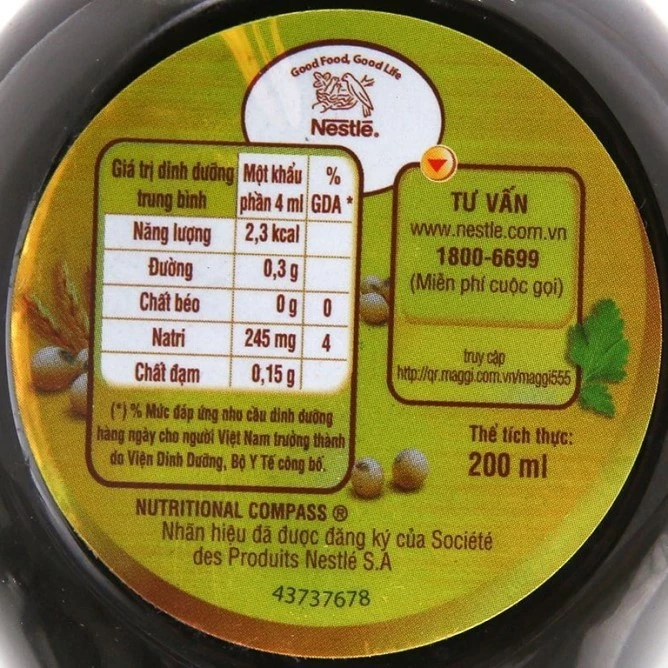 Good Food, Good Life
Nestlé.
Giá trị dinh dưỡng trung bình | Một khẩu phần 4 ml | % GDA *
Năng lượng 2,3 kcal
Đường 0,3 g
Chất béo 0 g 0
Natri 245 mg 4
Chất đạm 0,15 g
(*) % Mức đáp ứng nho cầu dinh dưỡng
hàng ngày cho người Việt Nam trưởng thành
do Viện Dinh Dưỡng, Bộ Y Tế công bố.
TƯ VẤN
www.nestle.com.vn
1800-6699
(Miễn phí cuộc gọi)
truy cập
http://qr.maggi.com.vn/maggi555
Thể tích thực:
200 ml
NUTRITIONAL COMPASS ®
Nhãn hiệu đã được đăng ký của Société
des Produits Nestlé S.A
43737678